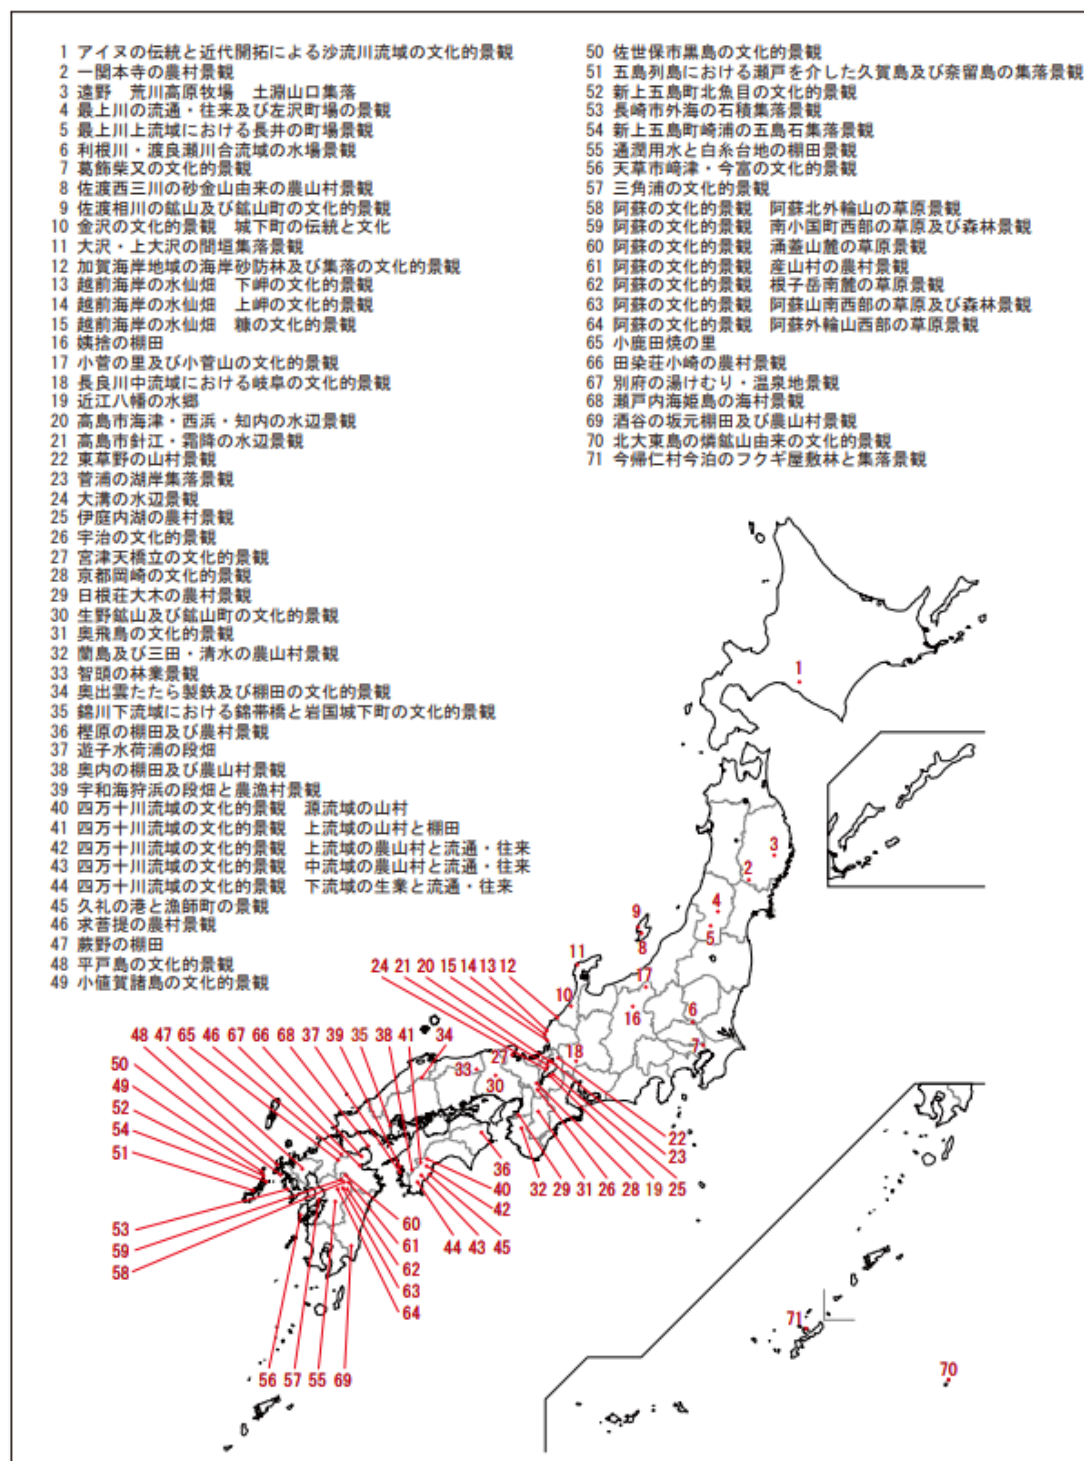 1 アイヌの伝統と近代開拓による沙流川流域の文化的景観
2 一関本寺の農村景観
3 遠野　荒川高原牧場　土淵山口集落
4 最上川の流通・往来及び左沢町場の景観
5 最上川上流域における長井の町場景観
6 利根川・渡良瀬川合流域の水場景観
7 葛飾柴又の文化的景観
8 佐渡西三川の砂金山由来の農山村景観
9 佐渡相川の鉱山及び鉱山町の文化的景観
10 金沢の文化的景観　城下町の伝統と文化
11 大沢・上大沢の間垣集落景観
12 加賀海岸地域の海岸砂防林及び集落の文化的景観
13 越前海岸の水仙畑　下岬の文化的景観
14 越前海岸の水仙畑　上岬の文化的景観
15 越前海岸の水仙畑　糠の文化的景観
16 姨捨の棚田
17 小菅の里及び小菅山の文化的景観
18 長良川中流域における岐阜の文化的景観
19 近江八幡の水郷
20 高島市海津・西浜・知内の水辺景観
21 高島市針江・霜降の水辺景観
22 東草野の山村景観
23 菅浦の湖岸集落景観
24 大溝の水辺景観
25 伊庭内湖の農村景観
26 宇治の文化的景観
27 宮津天橋立の文化的景観
28 京都岡崎の文化的景観
29 日根荘大木の農村景観
30 生野鉱山及び鉱山町の文化的景観
31 奥飛鳥の文化的景観
32 蘭島及び三田・清水の農山村景観
33 智頭の林業景観
34 奥出雲たたら製鉄及び棚田の文化的景観
35 錦川下流域における錦帯橋と岩国城下町の文化的景観
36 樫原の棚田及び農村景観
37 遊子水荷浦の段畑
38 奥内の棚田及び農山村景観
39 宇和海狩浜の段畑と農漁村景観
40 四万十川流域の文化的景観　源流域の山村
41 四万十川流域の文化的景観　上流域の山村と棚田
42 四万十川流域の文化的景観　上流域の農山村と流通・往来
43 四万十川流域の文化的景観　中流域の農山村と流通・往来
44 四万十川流域の文化的景観　下流域の生業と流通・往来
45 久礼の港と漁師町の景観
46 求菩提の農村景観
47 蕨野の棚田
48 平戸島の文化的景観
49 小値賀諸島の文化的景観
50 佐世保市黒島の文化的景観
51 五島列島における瀬戸を介した久賀島及び奈留島の集落景観
52 新上五島町北魚目の文化的景観
53 長崎市外海の石積集落景観
54 新上五島町崎浦の五島石集落景観
55 通潤用水と白糸台地の棚田景観
56 天草市﨑津・今富の文化的景観
57 三角浦の文化的景観
58 阿蘇の文化的景観　阿蘇北外輪山の草原景観
59 阿蘇の文化的景観　南小国町西部の草原及び森林景観
60 阿蘇の文化的景観　涌蓋山麓の草原景観
61 阿蘇の文化的景観　産山村の農村景観
62 阿蘇の文化的景観　根子岳南麓の草原景観
63 阿蘇の文化的景観　阿蘇山南西部の草原及び森林景観
64 阿蘇の文化的景観　阿蘇外輪山西部の草原景観
65 小鹿田焼の里
66 田染荘小崎の農村景観
67 別府の湯けむり・温泉地景観
68 瀬戸内海姫島の海村景観
69 酒谷の坂元棚田及び農山村景観
70 北大東島の燐鉱山由来の文化的景観
71 今帰仁村今泊のフクギ屋敷林と集落景観
1
3
2
4
9
5
8
11
24 21 20 15 14 13 12
17
10
16
6
48 47 65 46 67 66 68 37 39 35 38 41 34
7
27
18
33
30
50
49
52
54
51
22
23
36
40
32 29 31 26 28 19 25
42
53
60
59
61
44 43 45
58
62
63
64
71
70
56 57 55 69